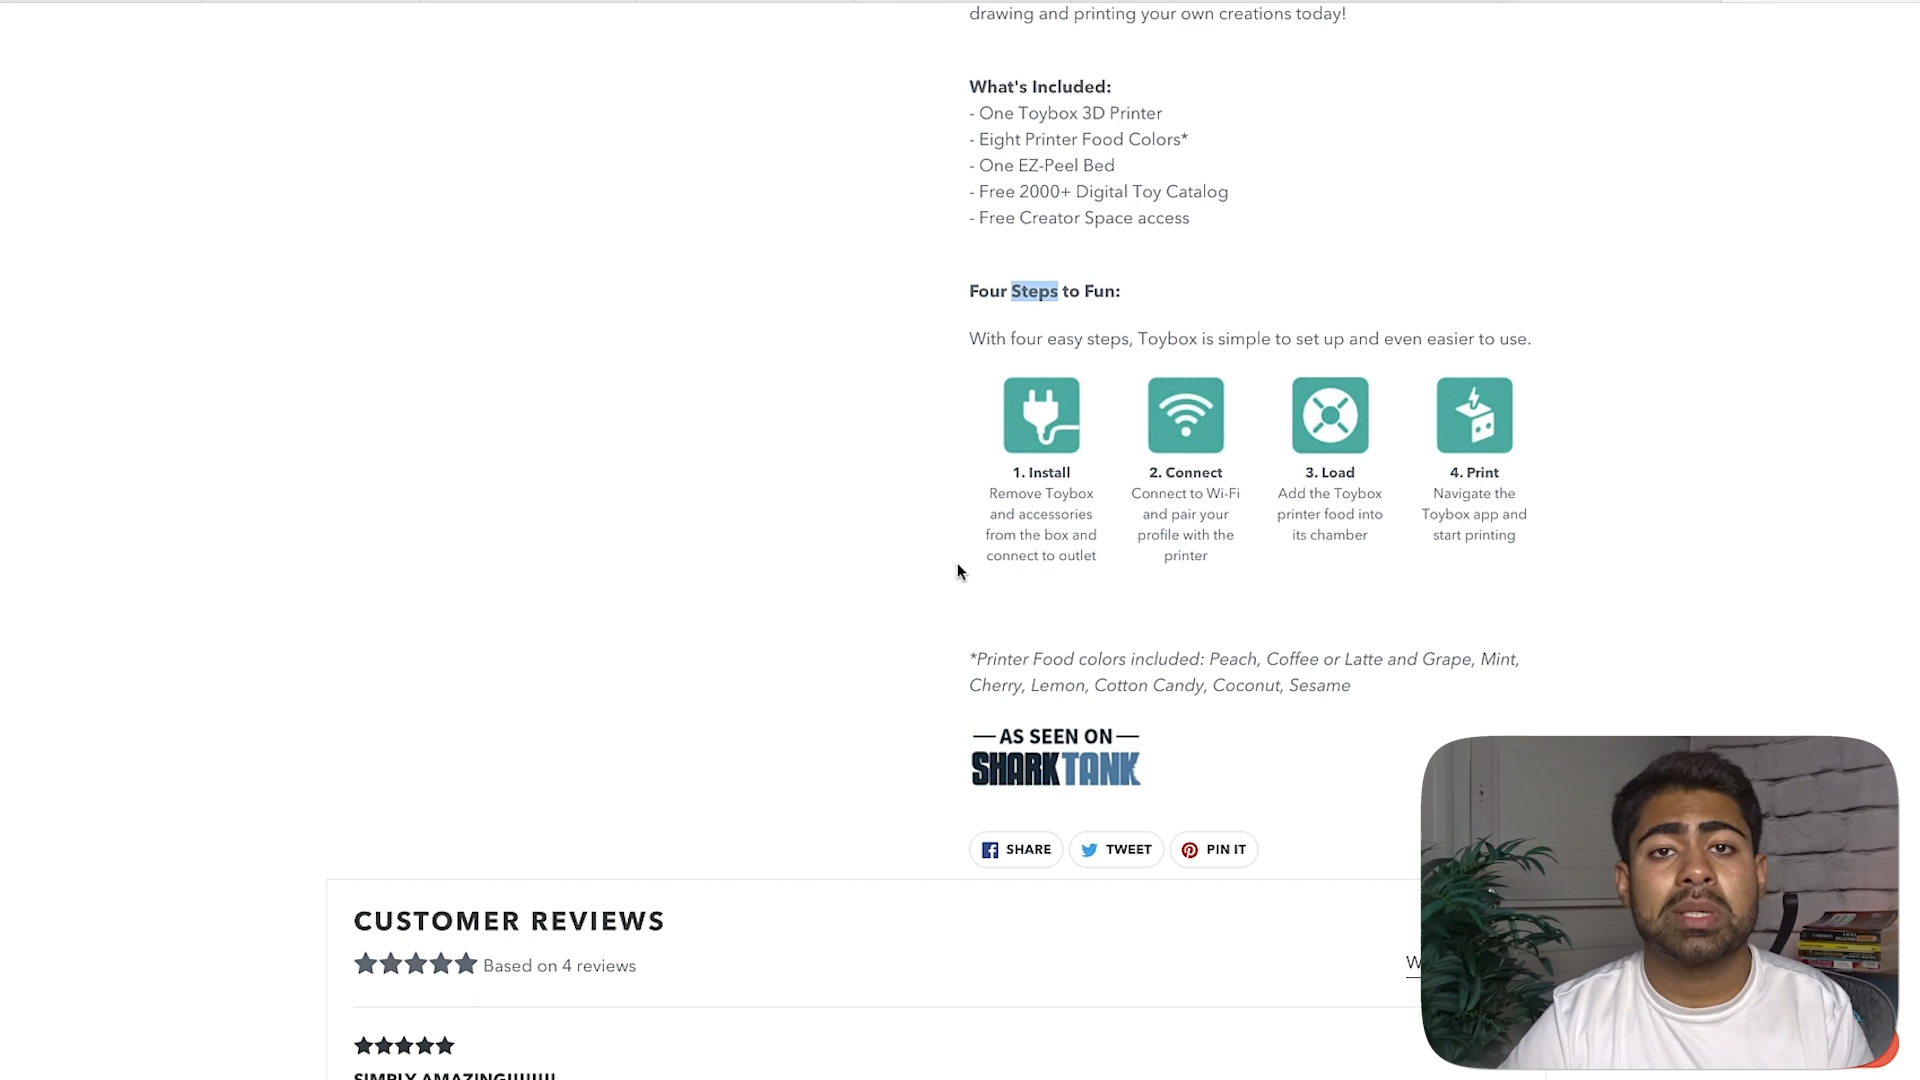 drawing and printing your own creations today!
What's Included:
- One Toybox 3D Printer
- Eight Printer Food Colors*
- One EZ-Peel Bed
- Free 2000+ Digital Toy Catalog
- Free Creator Space access
Four Steps to Fun:
With four easy steps, Toybox is simple to set up and even easier to use.
1. Install
Remove Toybox
and accessories
from the box and
connect to outlet
2. Connect
Connect to Wi-Fi
and pair your
profile with the
printer
3. Load
Add the Toybox
printer food into
its chamber
4. Print
Navigate the
Toybox app and
start printing
*Printer Food colors included: Peach, Coffee or Latte and Grape, Mint,
Cherry, Lemon, Cotton Candy, Coconut, Sesame
AS SEEN ON
SHARK TANK
SHARE
TWEET
PIN IT
CUSTOMER REVIEWS
Based on 4 reviews
W